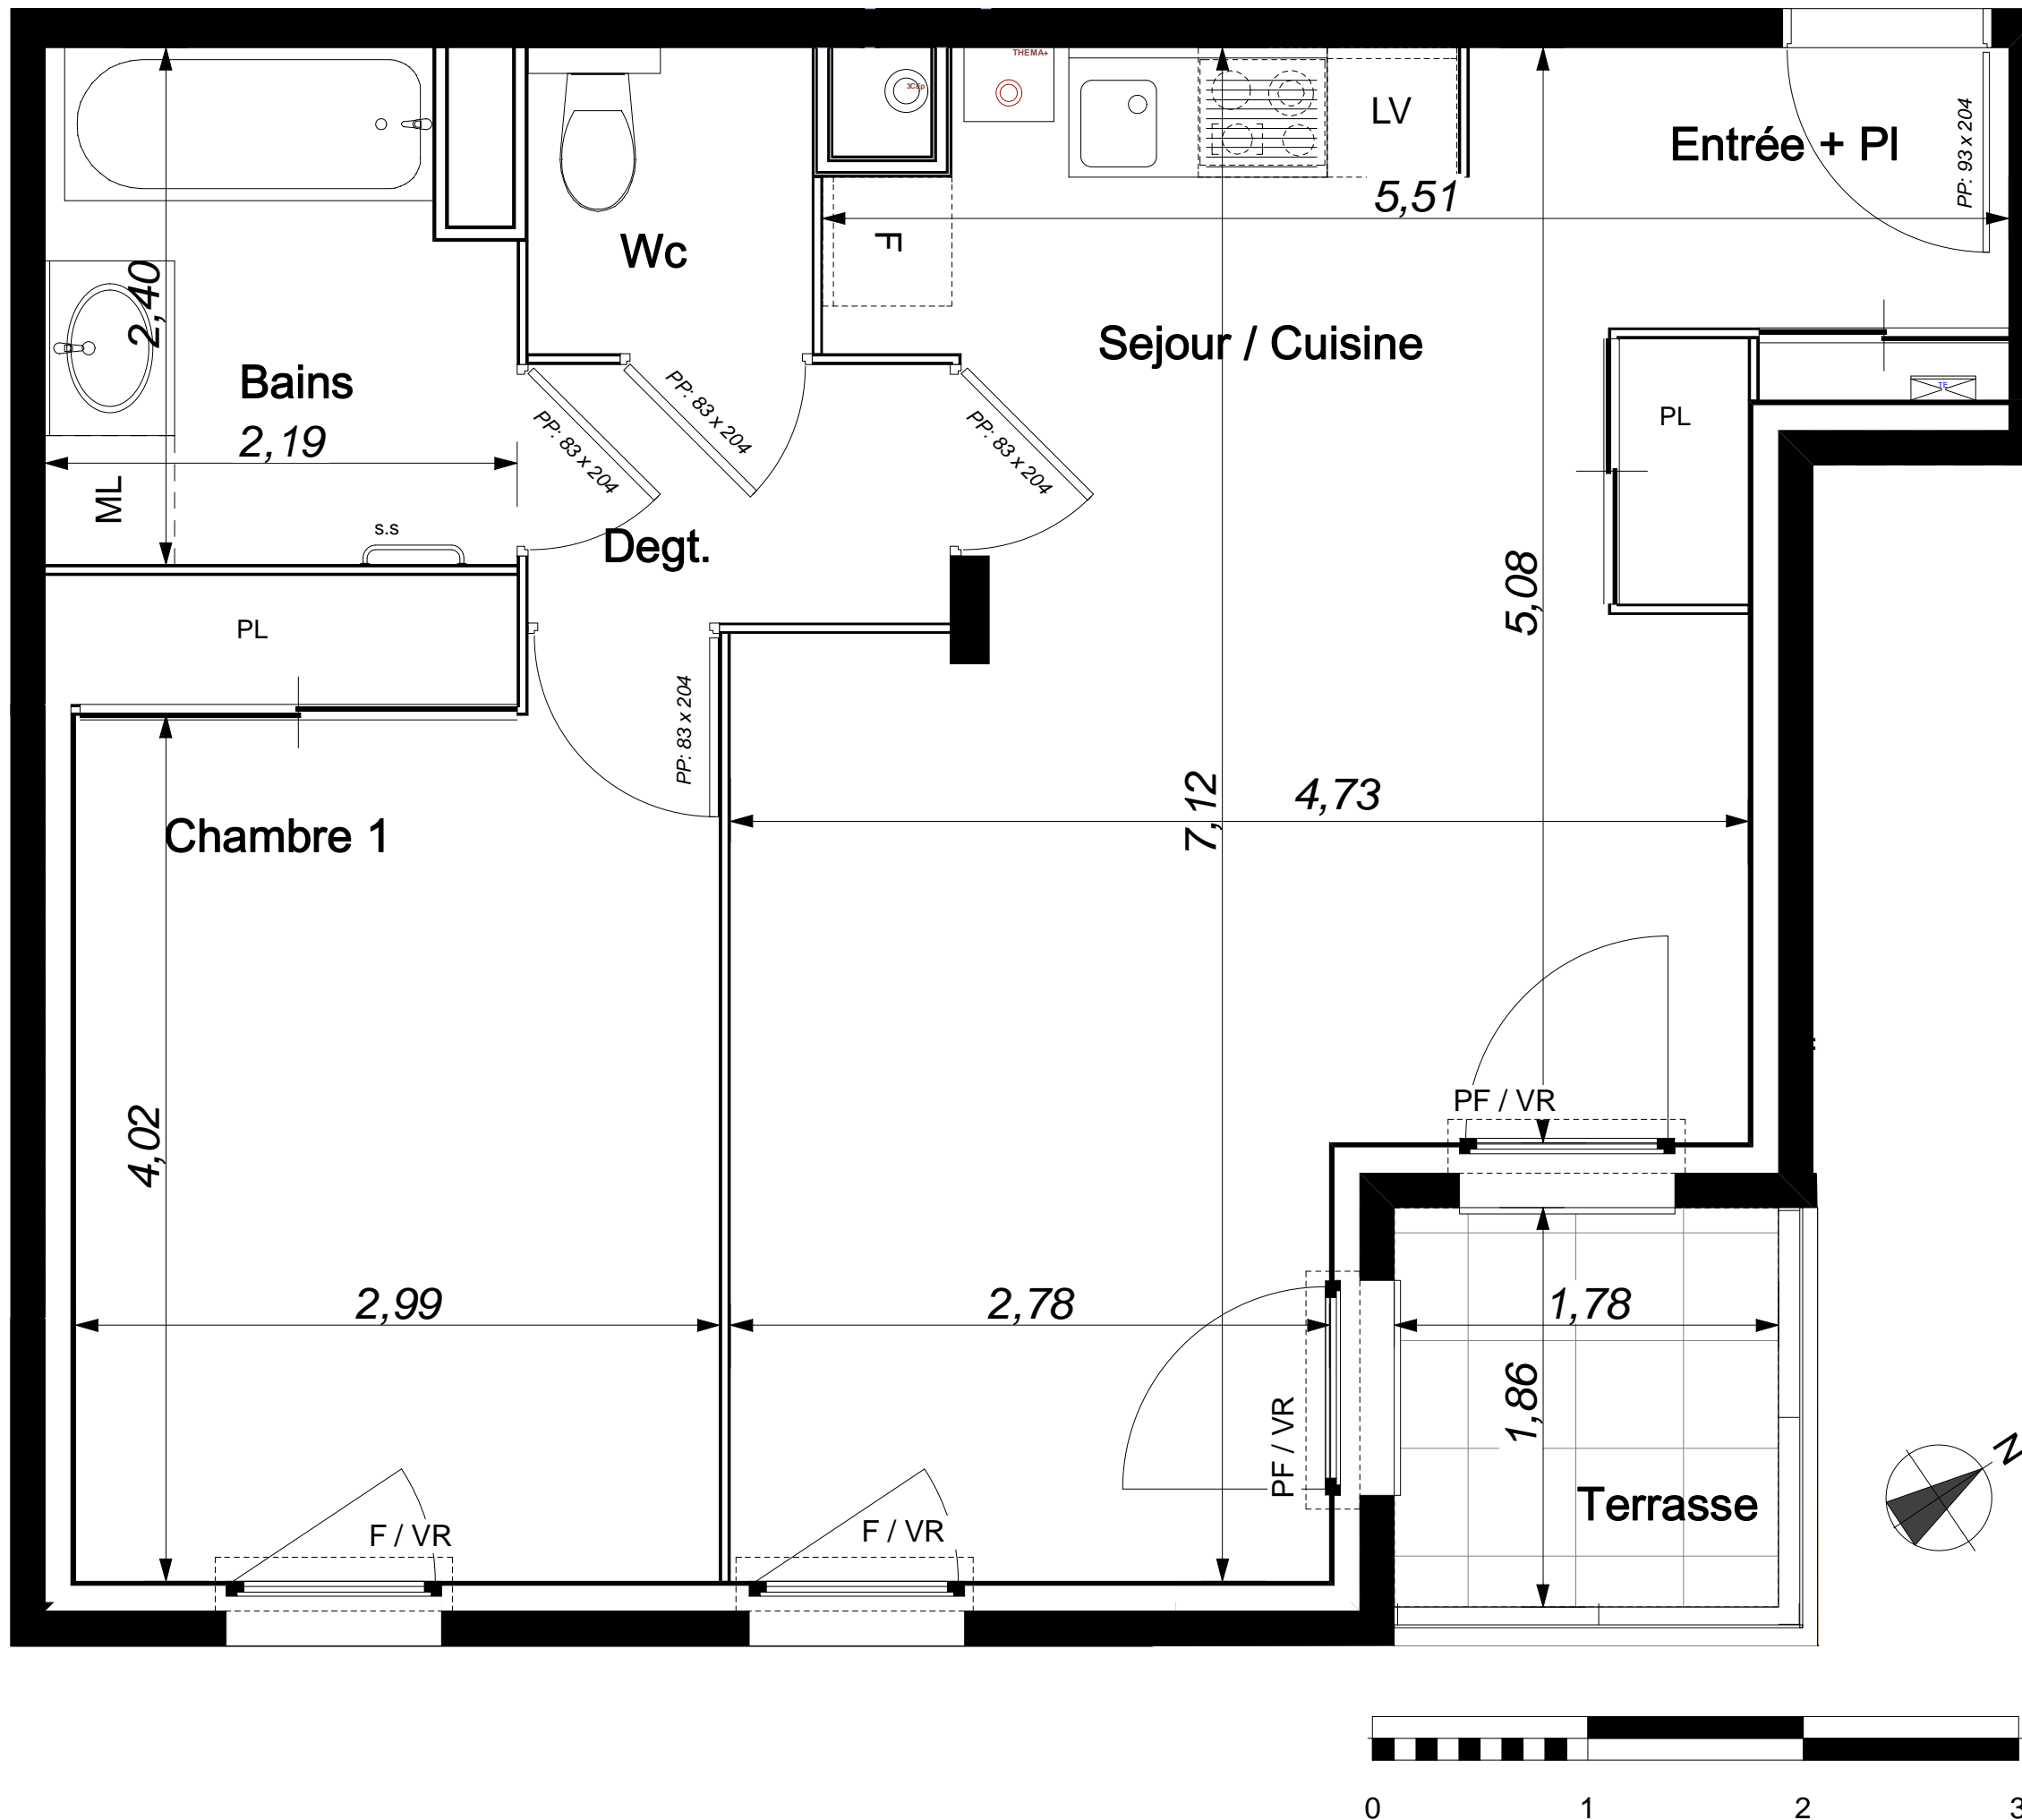 THEMA+
3CEp
LV
Entrée + Pl
PP: 93 x 204
5,51
Wc
F
2,40
Sejour / Cuisine
Bains
2,19
PP: 83 x 204
PP: 83 x 204
PP: 83 x 204
TE
PL
ML
s.s
Degt.
5,08
PL
PP: 83 x 204
7,12
4,73
Chambre 1
4,02
PF / VR
2,99
2,78
1,78
1,86
PF / VR
Terrasse
N
F / VR
F / VR
0 1 2 3